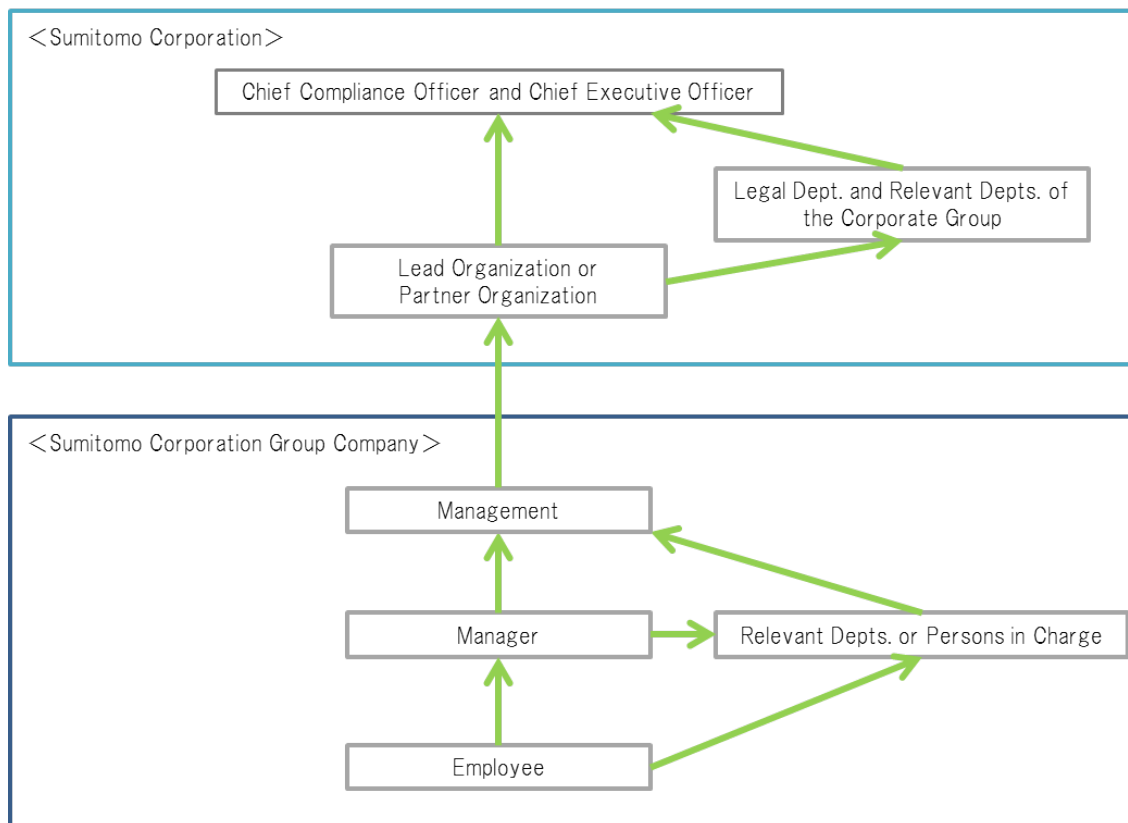 ＜Sumitomo Corporation＞
Chief Compliance Officer and Chief Executive Officer
Legal Dept. and Relevant Depts. of
the Corporate Group
Lead Organization or
Partner Organization
＜Sumitomo Corporation Group Company＞
Management
Manager
Relevant Depts. or Persons in Charge
Employee